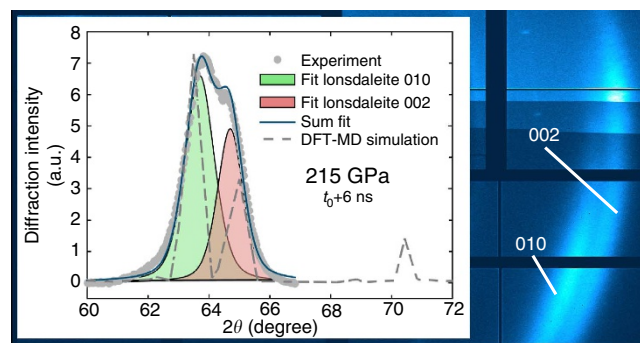 8
7
6
5
4
3
2
1
0
Diffraction intensity
(a.u.)
Experiment
Fit lonsdaleite 010
Fit lonsdaleite 002
Sum fit
DFT-MD simulation
215 GPa
t₀+6 ns
60
62
64
66
68
70
72
2θ (degree)
002
010